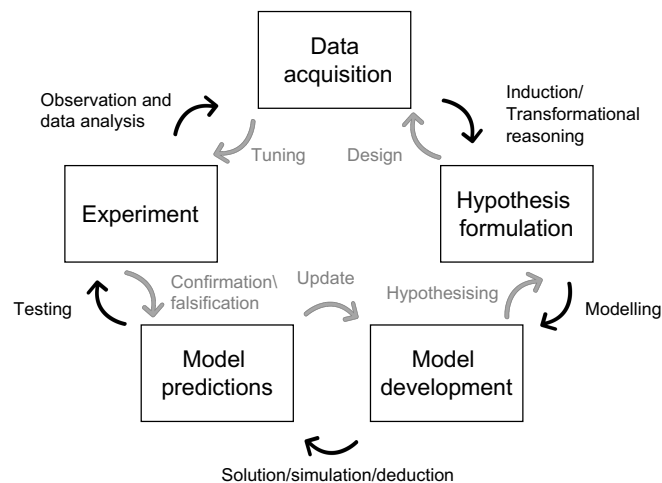 Data
acquisition
Observation and
data analysis
Induction/
Transformational
reasoning
Tuning
Design
Experiment
Hypothesis
formulation
Confirmation\
falsification
Update
Hypothesising
Testing
Modelling
Model
predictions
Model
development
Solution/simulation/deduction